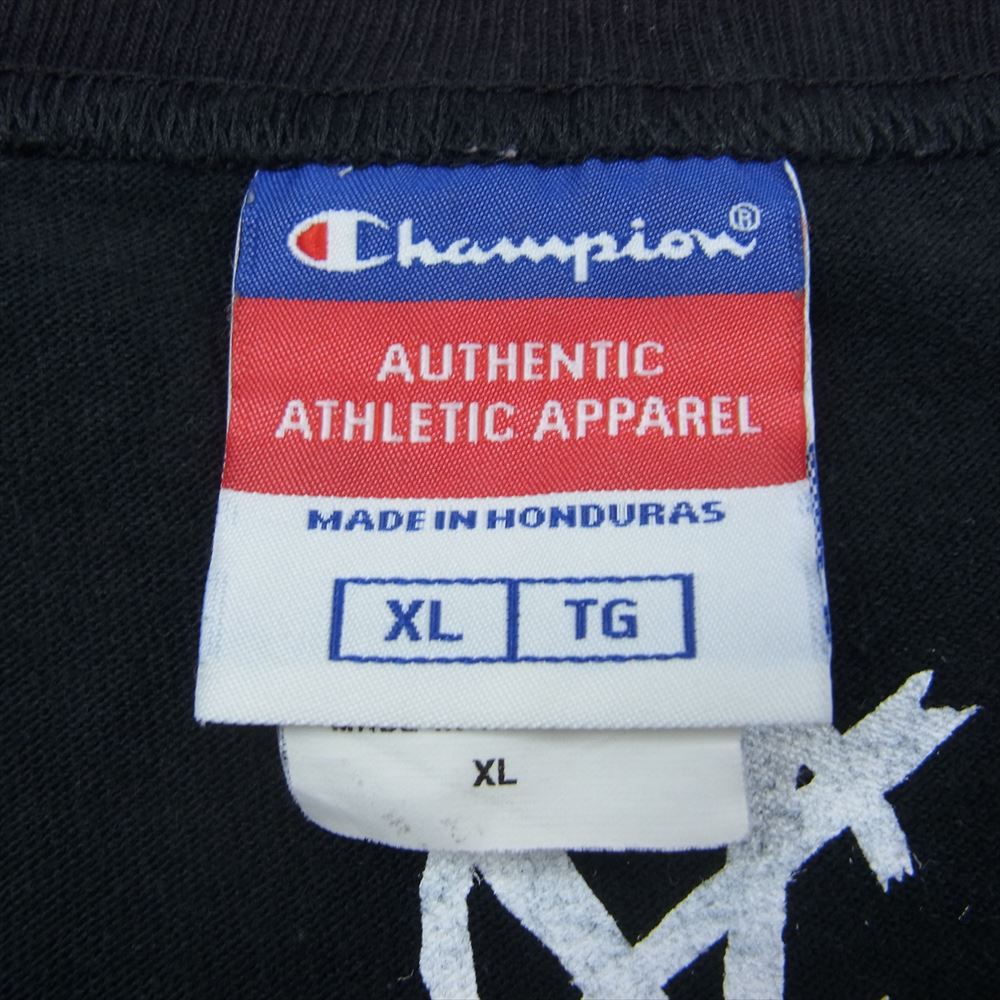 Champion®
AUTHENTIC
ATHLETIC APPAREL
MADE IN HONDURAS
XL TG
XL